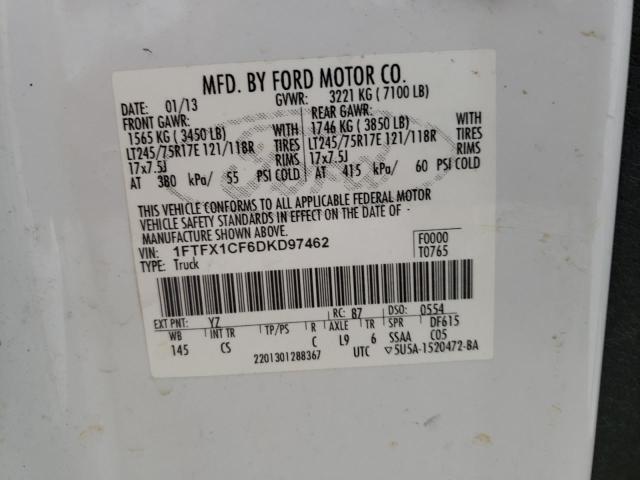 MFD. BY FORD MOTOR CO.
DATE: 01/13 GVWR: 3221 KG ( 7100 LB)
FRONT GAWR: REAR GAWR:
1565 KG ( 3450 LB) WITH 1746 KG ( 3850 LB) WITH
LT245/75R17E 121/118R TIRES LT245/75R17E 121/118R TIRES
17x7.5J RIMS 17x7.5J RIMS
AT 380 kPa/ 55 PSI COLD AT 415 kPa/ 60 PSI COLD
THIS VEHICLE CONFORMS TO ALL APPLICABLE FEDERAL MOTOR
VEHICLE SAFETY STANDARDS IN EFFECT ON THE DATE OF
MANUFACTURE SHOWN ABOVE.
VIN: 1FTFX1CF6DKD97462 F0000
TYPE: Truck T0765
EXT PNT: YZ RC: 87 DSO: 0554
WB INT TR TP/PS R AXLE TR SPR DF615
145 CS C L9 6 SSAA C05
2201301288367 UTC ▽5U5A-1520472-BA
Ford